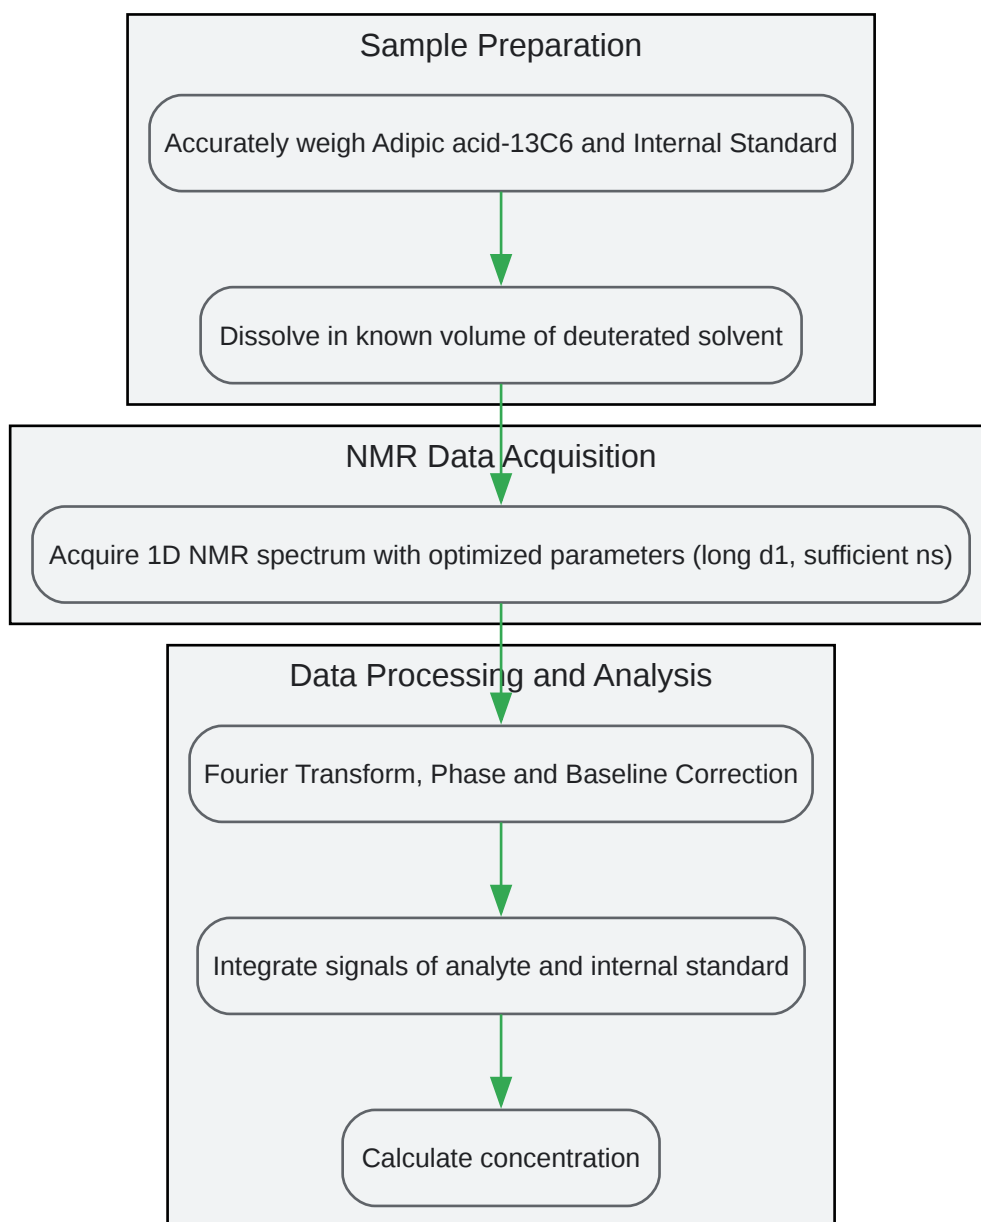 Sample Preparation
Accurately weigh Adipic acid-13C6 and Internal Standard
Dissolve in known volume of deuterated solvent
NMR Data Acquisition
Acquire 1D NMR spectrum with optimized parameters (long d1, sufficient ns)
Data Processing and Analysis
Fourier Transform, Phase and Baseline Correction
Integrate signals of analyte and internal standard
Calculate concentration